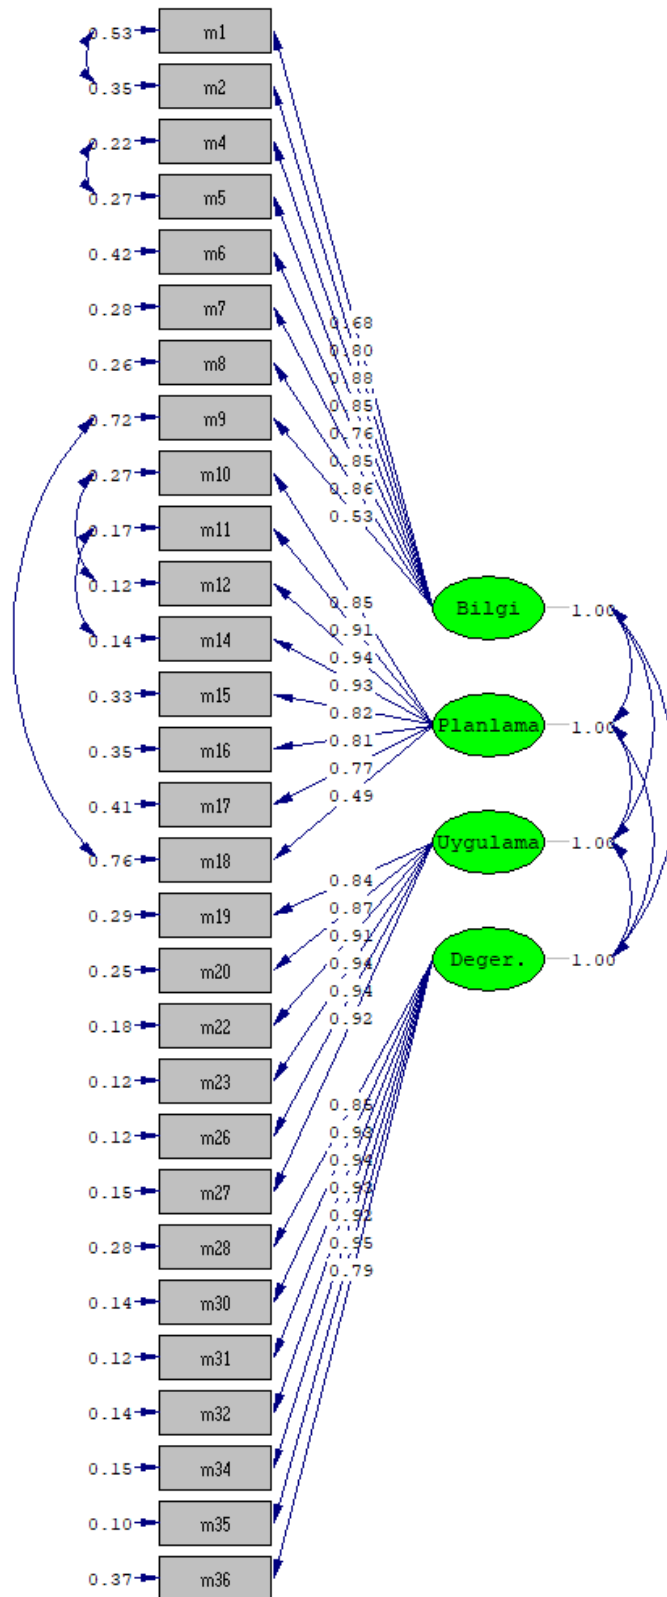 0.53 m1
0.35 m2
0.22 m4
0.27 m5
0.42 m6
0.28 m7
0.68
0.80
0.26 m8
0.88
0.85
0.72 m9
0.76
0.85
0.27 m10
0.86
0.53
0.17 m11
0.12 m12
0.85
Bilgi 1.00
0.91
0.14 m14
0.94
0.93
0.33 m15
0.82
Planlama 1.00
0.35 m16
0.81
0.77
0.41 m17
0.49
Uygulama 1.00
0.76 m18
0.84
0.29 m19
0.87
0.91
0.25 m20
0.94
Deger. 1.00
0.94
0.18 m22
0.92
0.12 m23
0.85
0.12 m26
0.93
0.94
0.15 m27
0.93
0.92
0.28 m28
0.95
0.79
0.14 m30
0.12 m31
0.14 m32
0.15 m34
0.10 m35
0.37 m36